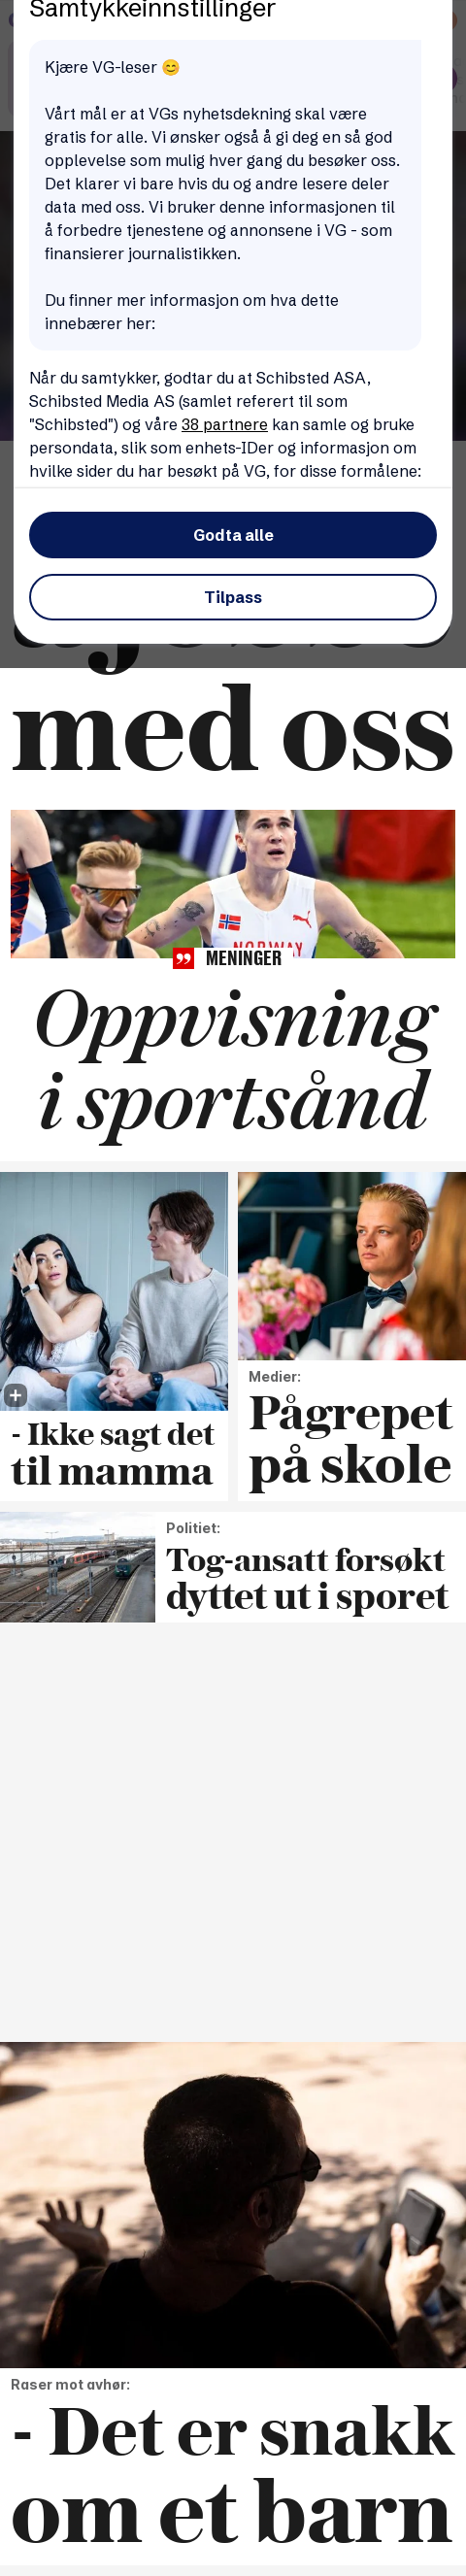 Samtykkeinnstillinger
Kjære VG-leser 😊
Vårt mål er at VGs nyhetsdekning skal være
gratis for alle. Vi ønsker også å gi deg en så god
opplevelse som mulig hver gang du besøker oss.
Det klarer vi bare hvis du og andre lesere deler
data med oss. Vi bruker denne informasjonen til
å forbedre tjenestene og annonsene i VG - som
finansierer journalistikken.
Du finner mer informasjon om hva dette
innebærer her:
Når du samtykker, godtar du at Schibsted ASA,
Schibsted Media AS (samlet referert til som
"Schibsted") og våre 38 partnere kan samle og bruke
persondata, slik som enhets-IDer og informasjon om
hvilke sider du har besøkt på VG, for disse formålene:
Godta alle
Tilpass
med oss
NORWAY
MENINGER
Oppvisning
i sportsånd
- Ikke sagt det
til mamma
Medier:
Pågrepet
på skole
Politiet:
Tog-ansatt forsøkt
dyttet ut i sporet
Raser mot avhør:
- Det er snakk
om et barn